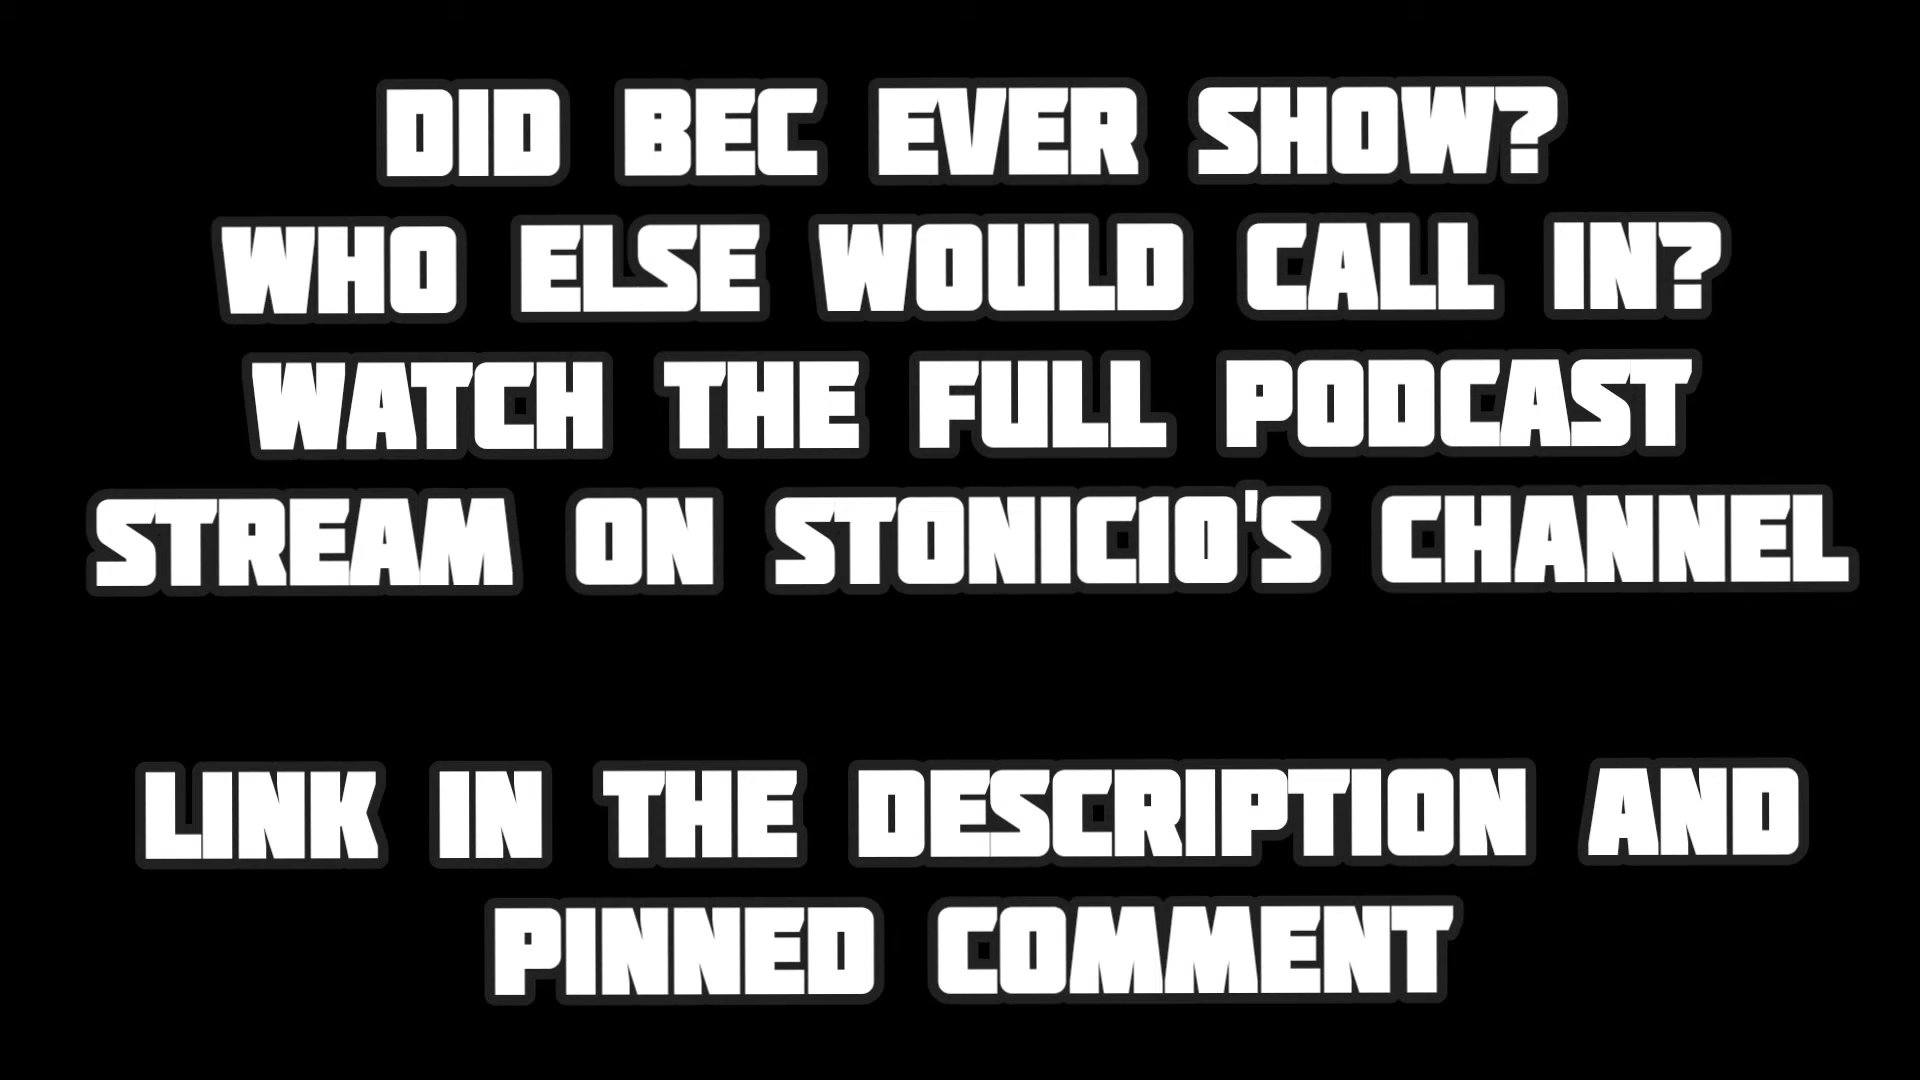 DID BEC EVER SHOW?
WHO ELSE WOULD CALL IN?
WATCH THE FULL PODCAST
STREAM ON STONIC10'S CHANNEL
LINK IN THE DESCRIPTION AND
PINNED COMMENT